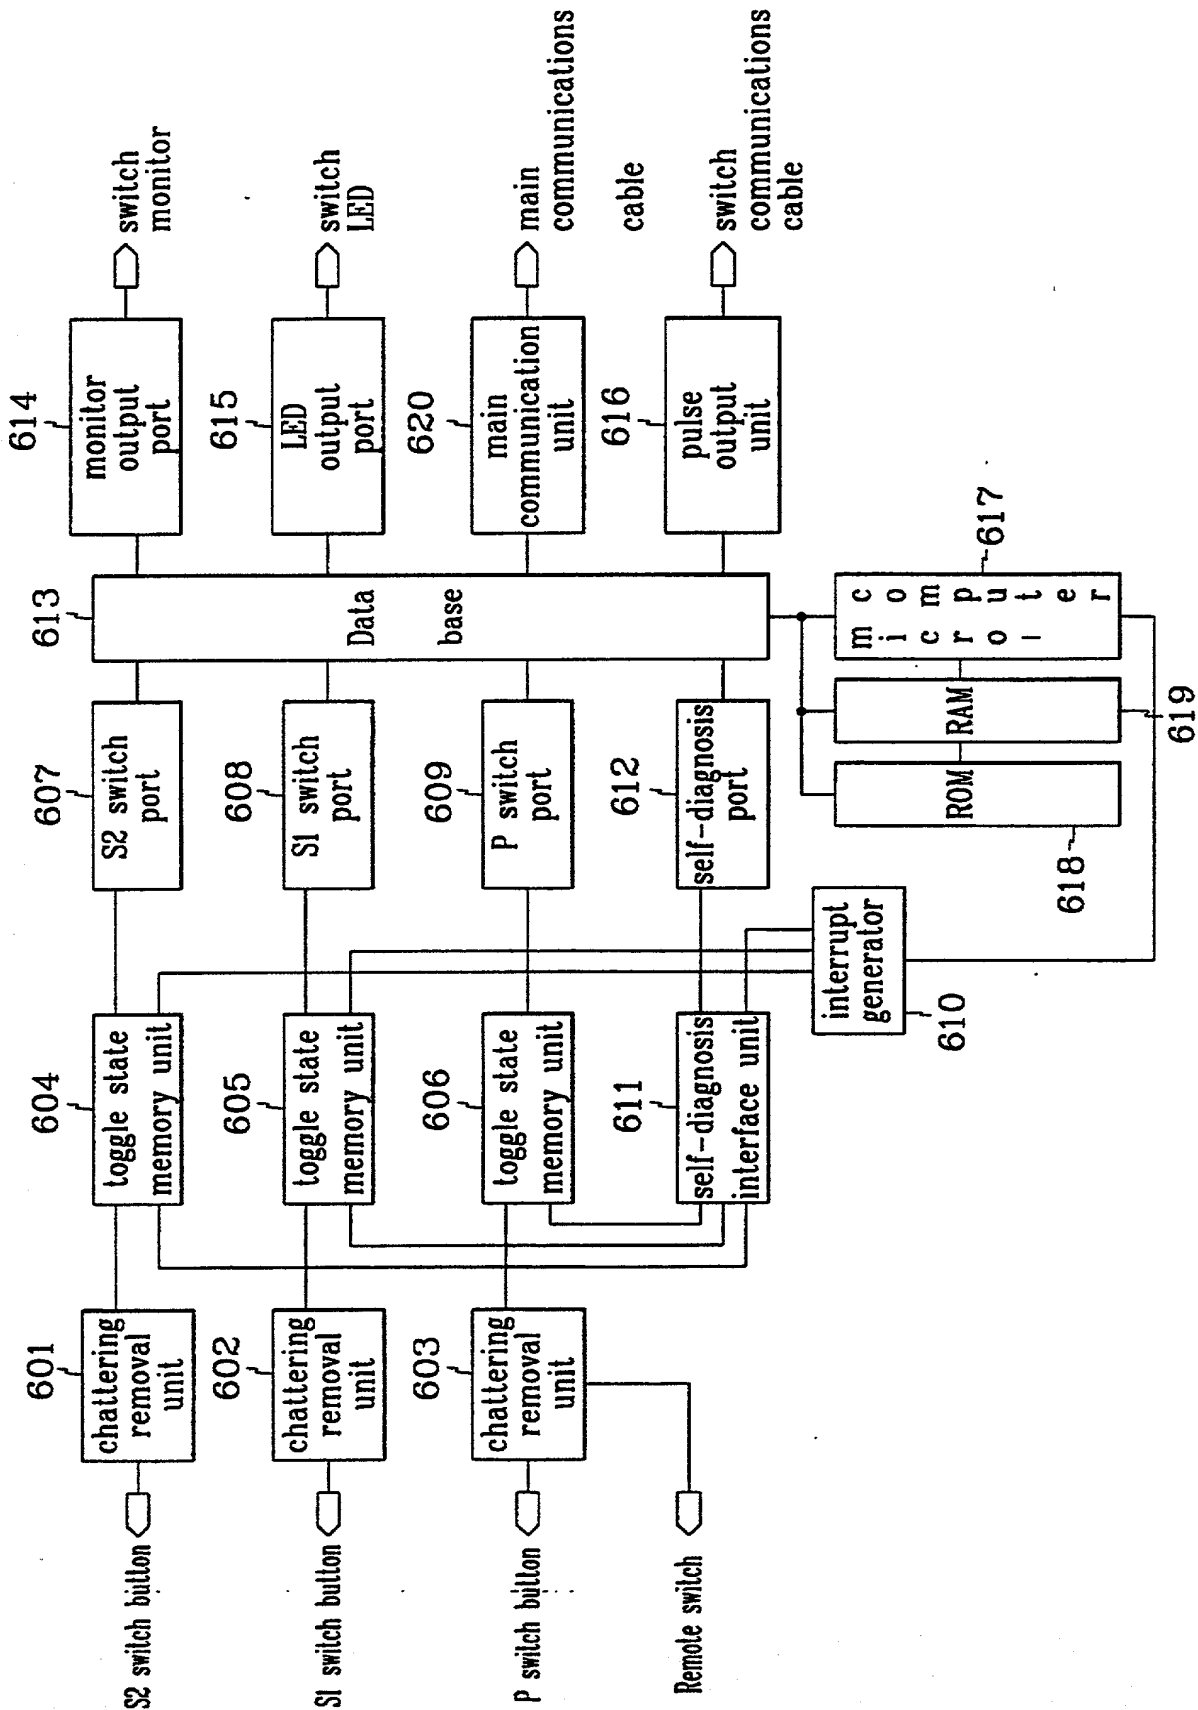 S2 switch button
S1 switch button
P switch button
Remote switch
601
chattering
removal
unit
602
chattering
removal
unit
603
chattering
removal
unit
604
toggle state
memory unit
605
toggle state
memory unit
606
toggle state
memory unit
611
self-diagnosis
interface unit
610
interrupt
generator
607
S2 switch
port
608
S1 switch
port
609
P switch
port
612
self-diagnosis
port
618
ROM
RAM
619
micro-
computer
617
613
Data
base
614
monitor
output
port
615
LED
output
port
620
main
communication
unit
616
pulse
output
unit
switch
monitor
switch
LED
main
communications
cable
switch
communications
cable